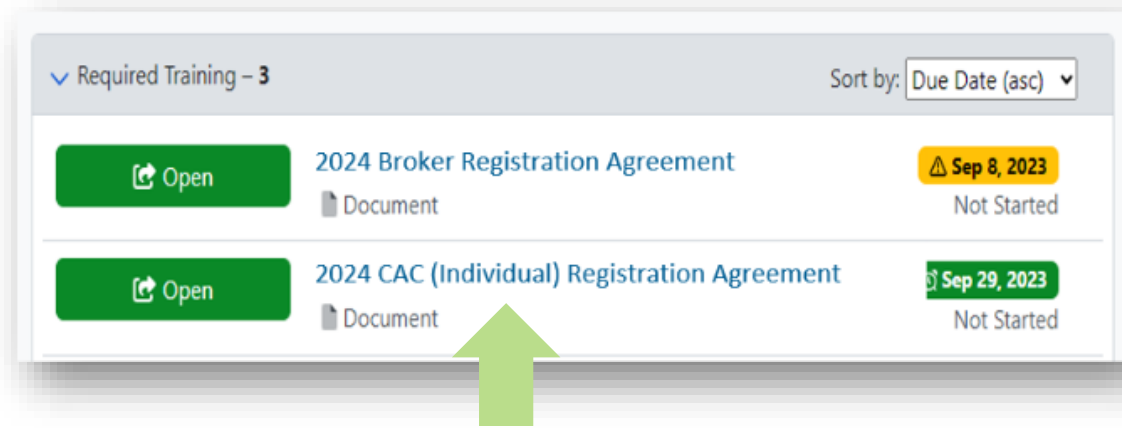 Required Training – 3 Sort by: Due Date (asc)
Open 2024 Broker Registration Agreement Sep 8, 2023
Document Not Started
Open 2024 CAC (Individual) Registration Agreement Sep 29, 2023
Document Not Started